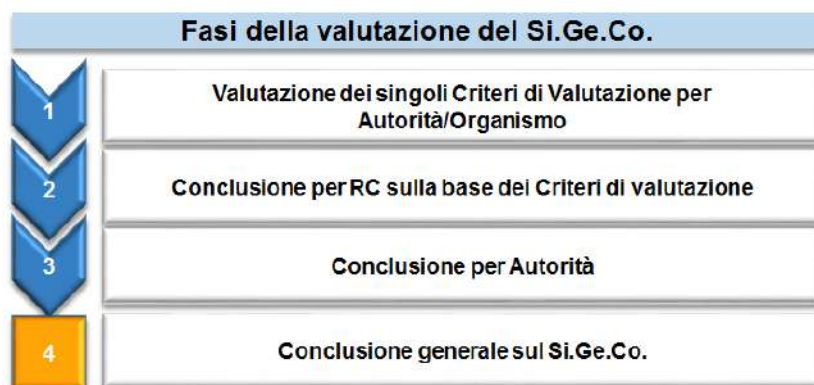 Fasi della valutazione del Si.Ge.Co.
1
Valutazione dei singoli Criteri di Valutazione per
Autorità/Organismo
2
Conclusione per RC sulla base dei Criteri di valutazione
3
Conclusione per Autorità
4
Conclusione generale sul Si.Ge.Co.